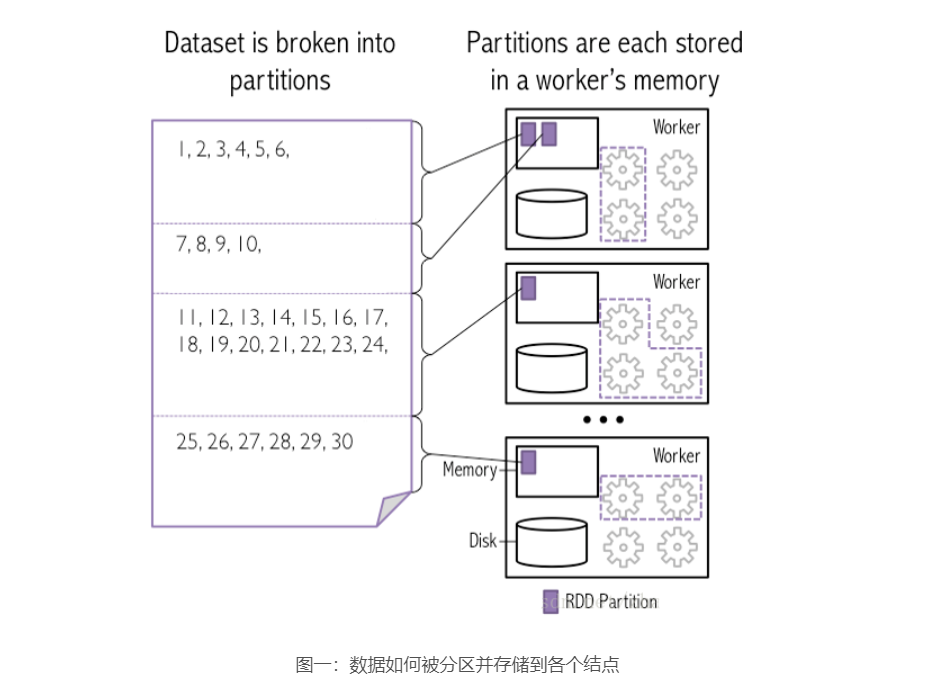 Dataset is broken into
partitions
Partitions are each stored
in a worker's memory
1, 2, 3, 4, 5, 6,
7, 8, 9, 10,
11, 12, 13, 14, 15, 16, 17,
18, 19, 20, 21, 22, 23, 24,
25, 26, 27, 28, 29, 30
Worker
Worker
•••
Worker
Memory
Disk
RDD Partition
图一：数据如何被分区并存储到各个结点